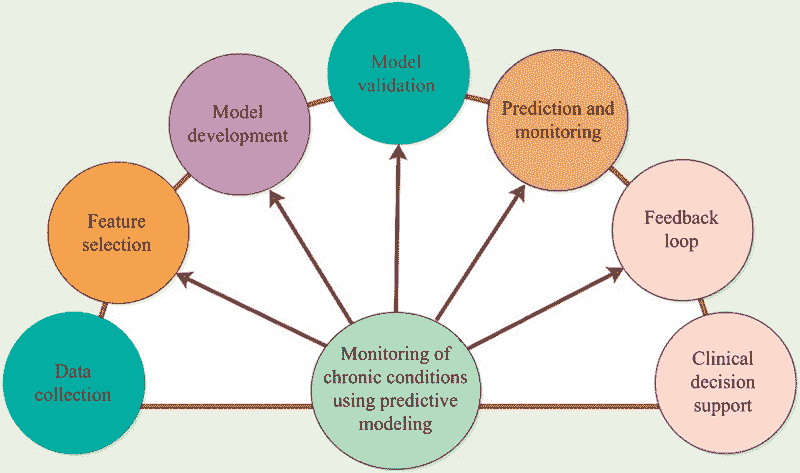 Model
validation
Model
development
Prediction and
monitoring
Feature
selection
Feedback
loop
Data
collection
Monitoring of
chronic conditions
using predictive
modeling
Clinical
decision
support